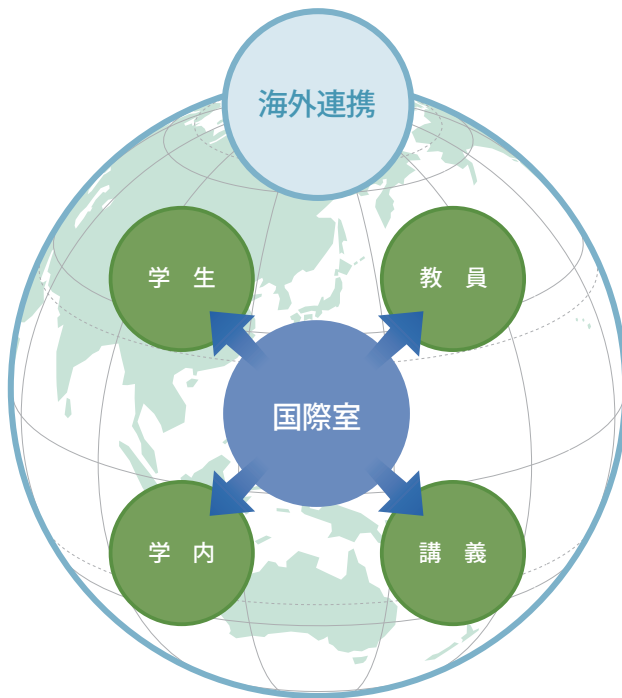 海外連携
学　生
教　員
国際室
学　内
講　義